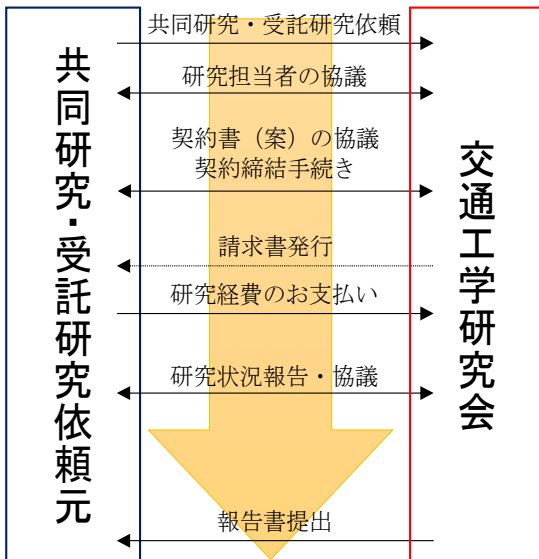 共同研究・受託研究依頼元
共同研究・受託研究依頼
研究担当者の協議
契約書（案）の協議
契約締結手続き
請求書発行
研究経費のお支払い
研究状況報告・協議
報告書提出
交通工学研究会